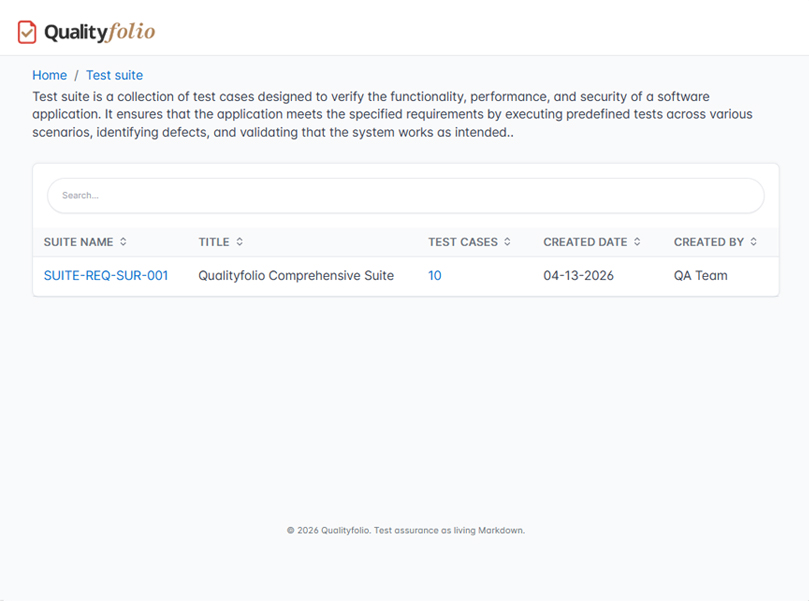 Qualityfolio
Home / Test suite
Test suite is a collection of test cases designed to verify the functionality, performance, and security of a software
application. It ensures that the application meets the specified requirements by executing predefined tests across various
scenarios, identifying defects, and validating that the system works as intended..
Search...
SUITE NAME TITLE TEST CASES CREATED DATE CREATED BY
SUITE-REQ-SUR-001 Qualityfolio Comprehensive Suite 10 04-13-2026 QA Team
© 2026 Qualityfolio. Test assurance as living Markdown.